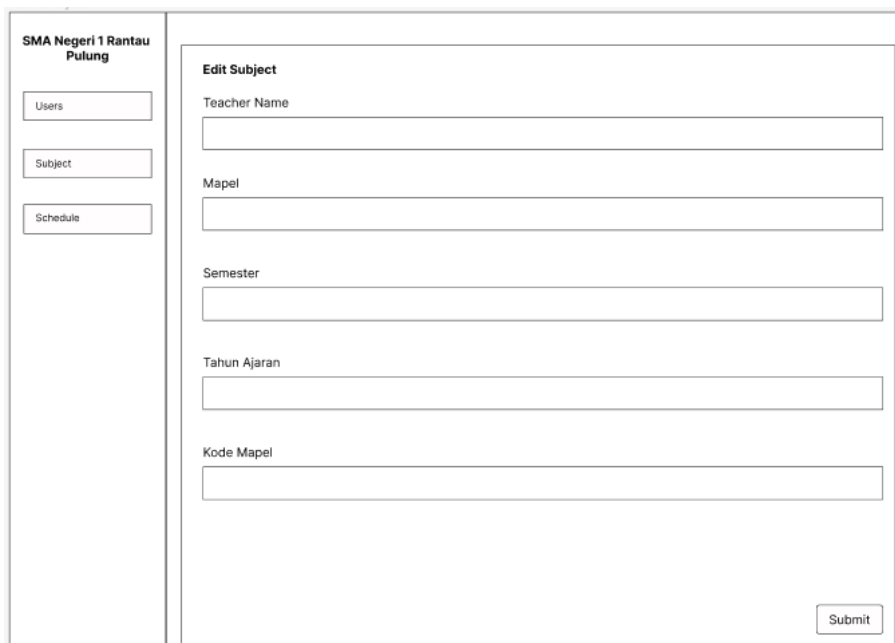 SMA Negeri 1 Rantau
Pulung
Users
Subject
Schedule
Edit Subject
Teacher Name
Mapel
Semester
Tahun Ajaran
Kode Mapel
Submit